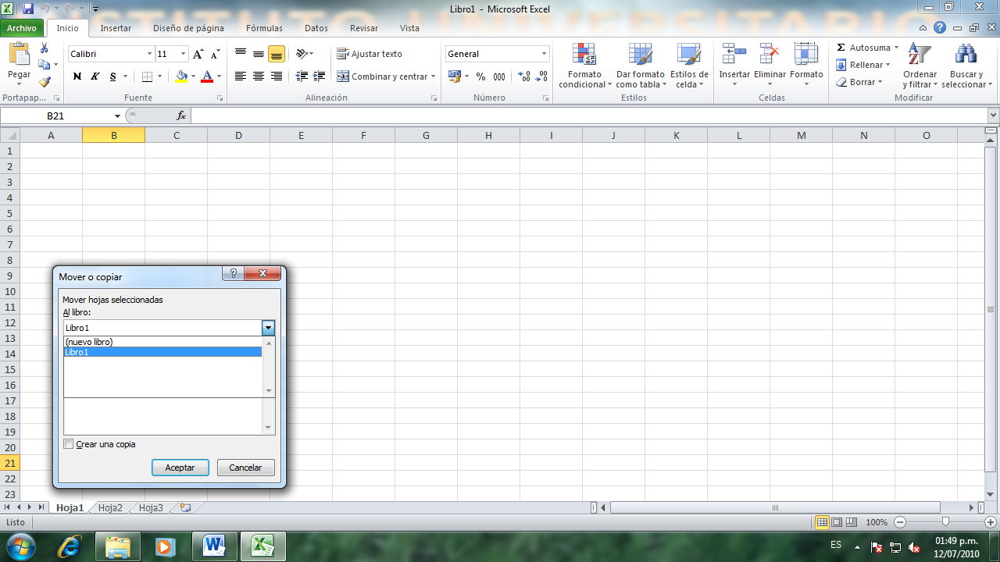 Libro1 - Microsoft Excel
Archivo Inicio Insertar Diseño de página Fórmulas Datos Revisar Vista
Calibri 11 Ajustar texto General Σ Autosuma
Pegar Formato condicional Dar formato como tabla Estilos de celda Insertar Eliminar Formato Rellenar Ordenar y filtrar Buscar y seleccionar
N K S A Combinar y centrar % 000 Borrar
Portapap... Fuente Alineación Número Estilos Celdas Modificar
B21 fx
A B C D E F G H I J K L M N O
1
2
3
4
5
6
7
8
9
10
11
12
13
14
15
16
17
18
19
20
21
22
23
Mover o copiar
Mover hojas seleccionadas
Al libro:
Libro1
(nuevo libro)
Libro1
Crear una copia
Aceptar Cancelar
Hoja1 Hoja2 Hoja3
Listo 100%
ES 01:49 p.m.
12/07/2010